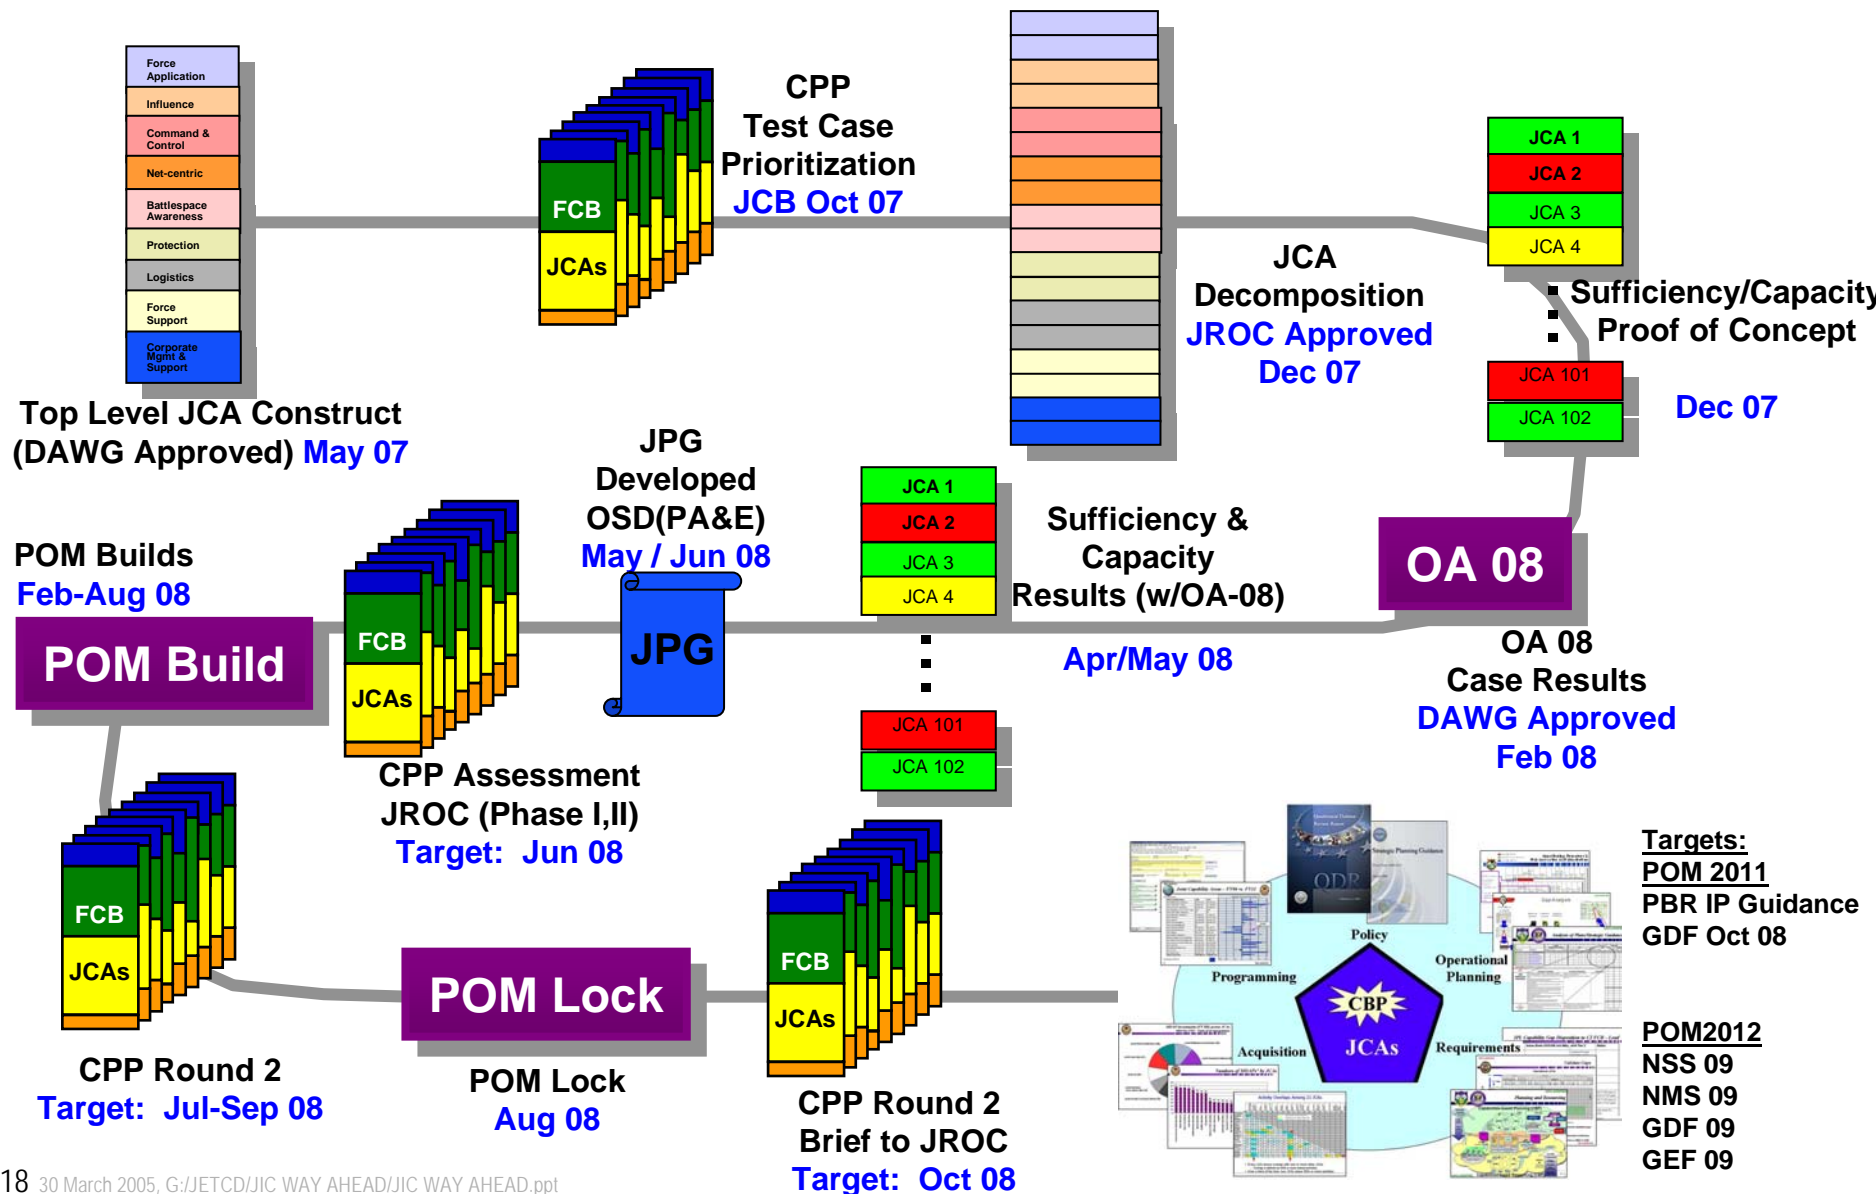 Force
Application
Influence
Command &
Control
Net-centric
Battlespace
Awareness
Protection
Logistics
Force
Support
Corporate
Mgmt &
Support
Top Level JCA Construct
(DAWG Approved) May 07
FCB
JCAs
CPP
Test Case
Prioritization
JCB Oct 07
JCA
Decomposition
JROC Approved
Dec 07
JCA 1
JCA 2
JCA 3
JCA 4
JCA 101
JCA 102
Sufficiency/Capacity
Proof of Concept
Dec 07
OA 08
OA 08
Case Results
DAWG Approved
Feb 08
Sufficiency &
Capacity
Results (w/OA-08)
Apr/May 08
JCA 1
JCA 2
JCA 3
JCA 4
JCA 101
JCA 102
JPG
Developed
OSD(PA&E)
May / Jun 08
JPG
FCB
JCAs
CPP Assessment
JROC (Phase I,II)
Target: Jun 08
POM Builds
Feb-Aug 08
POM Build
FCB
JCAs
CPP Round 2
Target: Jul-Sep 08
POM Lock
POM Lock
Aug 08
FCB
JCAs
CPP Round 2
Brief to JROC
Target: Oct 08
QDR
Strategic Planning Guidance
Policy
Programming
Operational
Planning
CBP
JCAs
Acquisition
Requirements
Targets:
POM 2011
PBR IP Guidance
GDF Oct 08
POM2012
NSS 09
NMS 09
GDF 09
GEF 09
18 30 March 2005, G:/JETCD/JIC WAY AHEAD/JIC WAY AHEAD.ppt